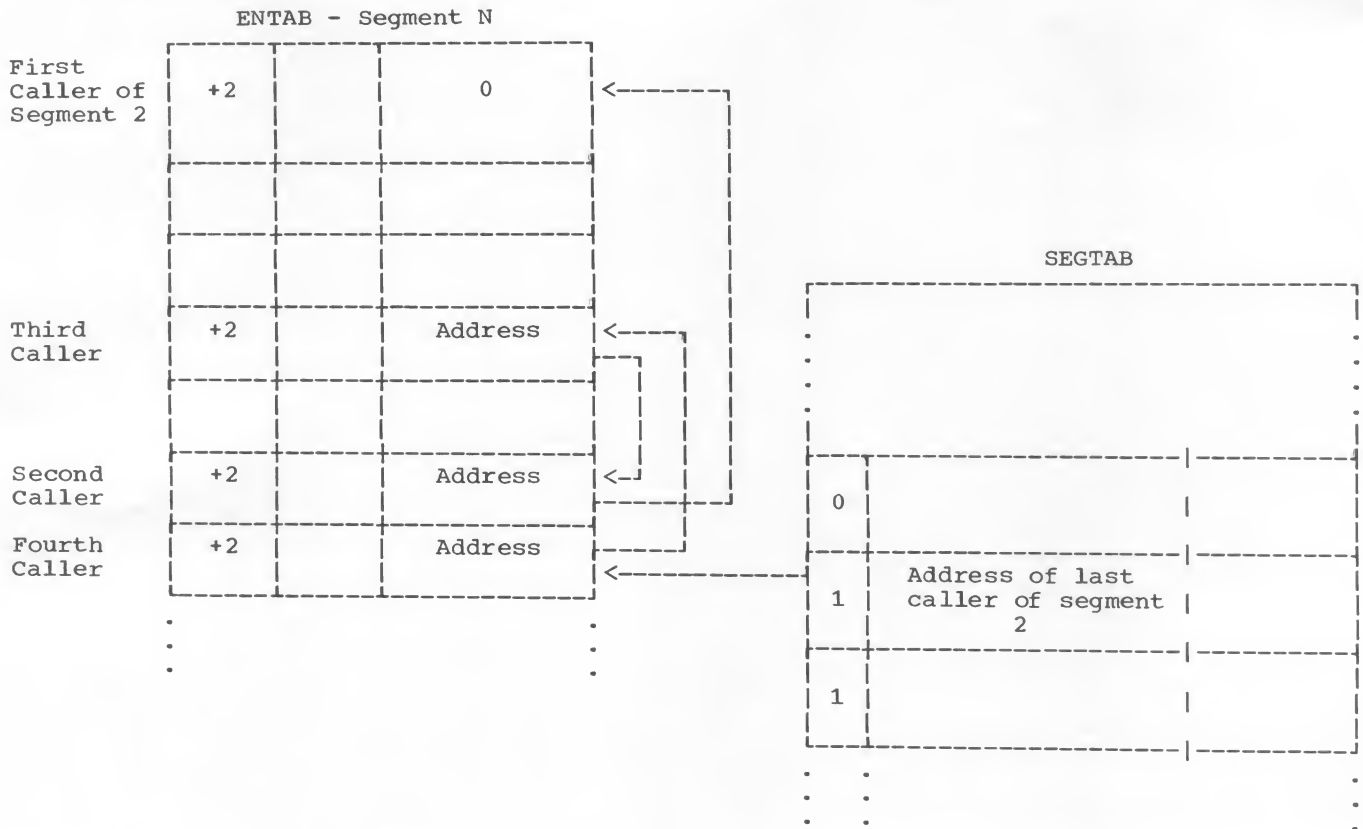 ENTAB - Segment N
First
Caller of
Segment 2
+2
0
Third
Caller
+2
Address
Second
Caller
+2
Address
Fourth
Caller
+2
Address
SEGTAB
0
1
Address of last
caller of segment
2
1